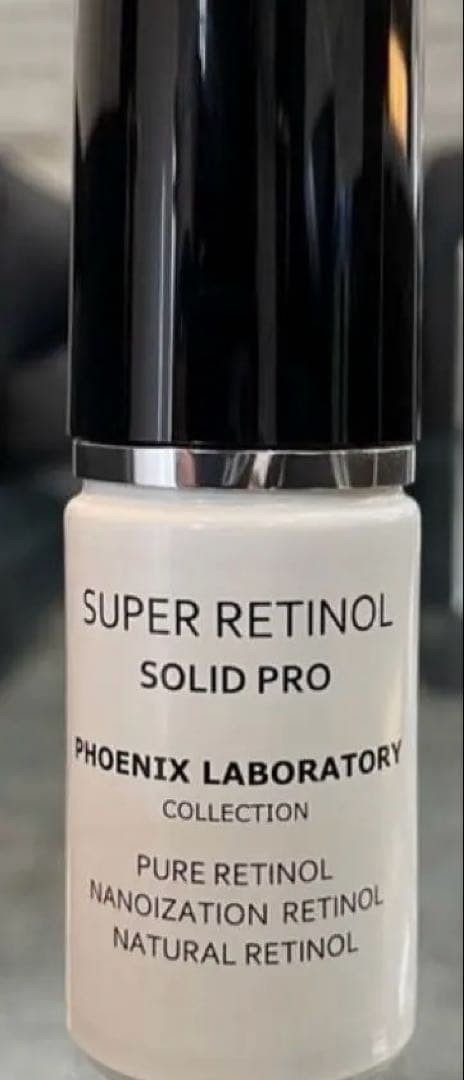 SUPER RETINOL
SOLID PRO
PHOENIX LABORATORY
COLLECTION
PURE RETINOL
NANOIZATION RETINOL
NATURAL RETINOL